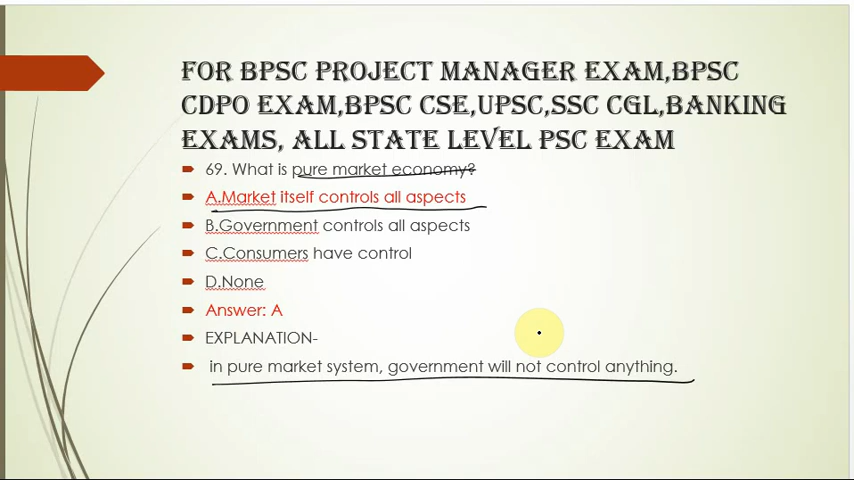 FOR BPSC PROJECT MANAGER EXAM,BPSC
CDPO EXAM,BPSC CSE,UPSC,SSC CGL,BANKING
EXAMS, ALL STATE LEVEL PSC EXAM
69. What is pure market economy?
A.Market itself controls all aspects
B.Government controls all aspects
C.Consumers have control
D.None
Answer: A
EXPLANATION-
in pure market system, government will not control anything.